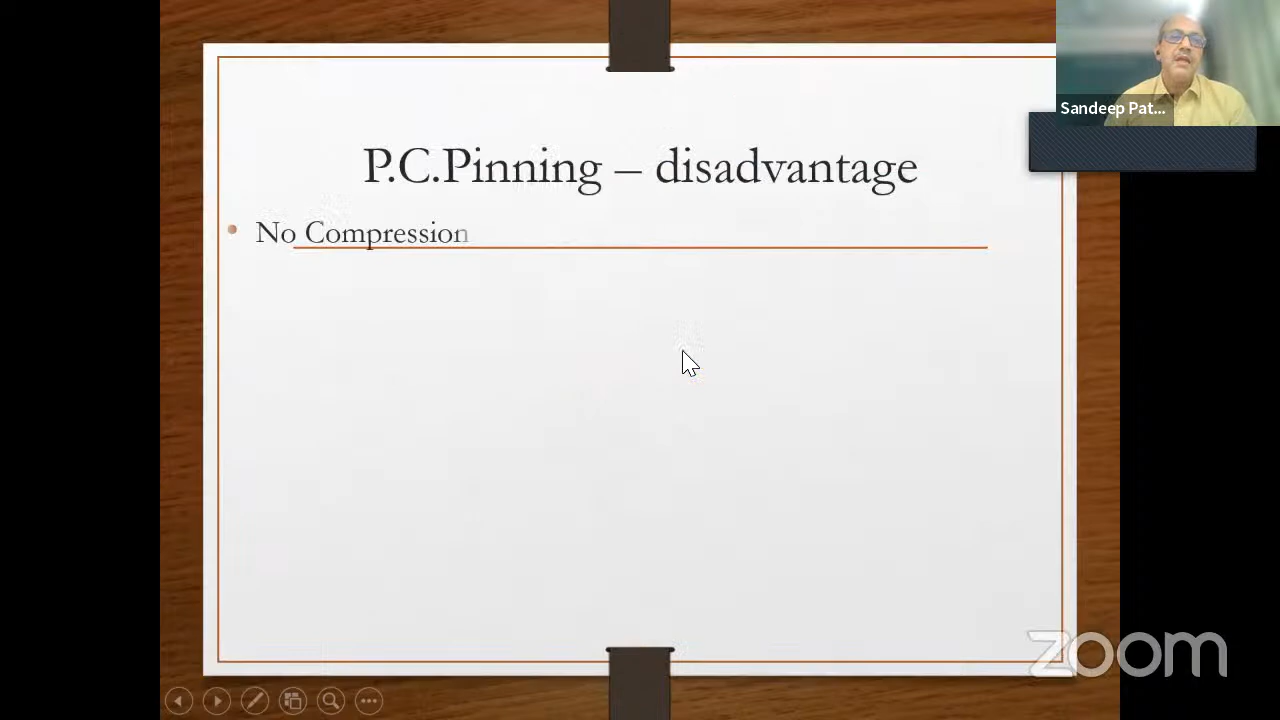 Sandeep Pat...
P.C.Pinning – disadvantage
• No Compression
zoom